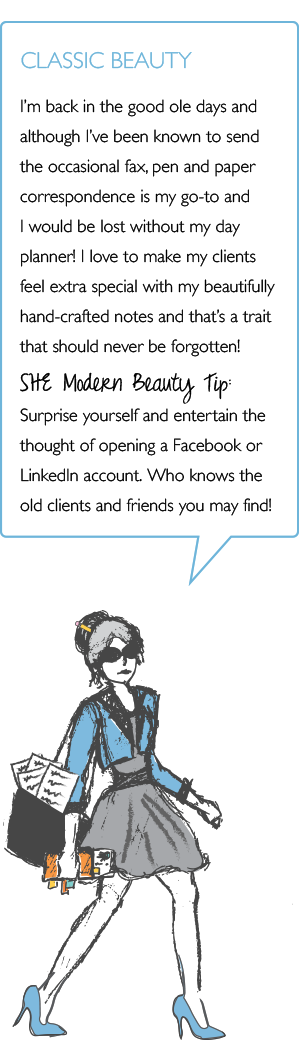 CLASSIC BEAUTY
I'm back in the good ole days and
although I've been known to send
the occasional fax, pen and paper
correspondence is my go-to and
I would be lost without my day
planner! I love to make my clients
feel extra special with my beautifully
hand-crafted notes and that's a trait
that should never be forgotten!
SHE Modern Beauty Tip:
Surprise yourself and entertain the
thought of opening a Facebook or
LinkedIn account. Who knows the
old clients and friends you may find!